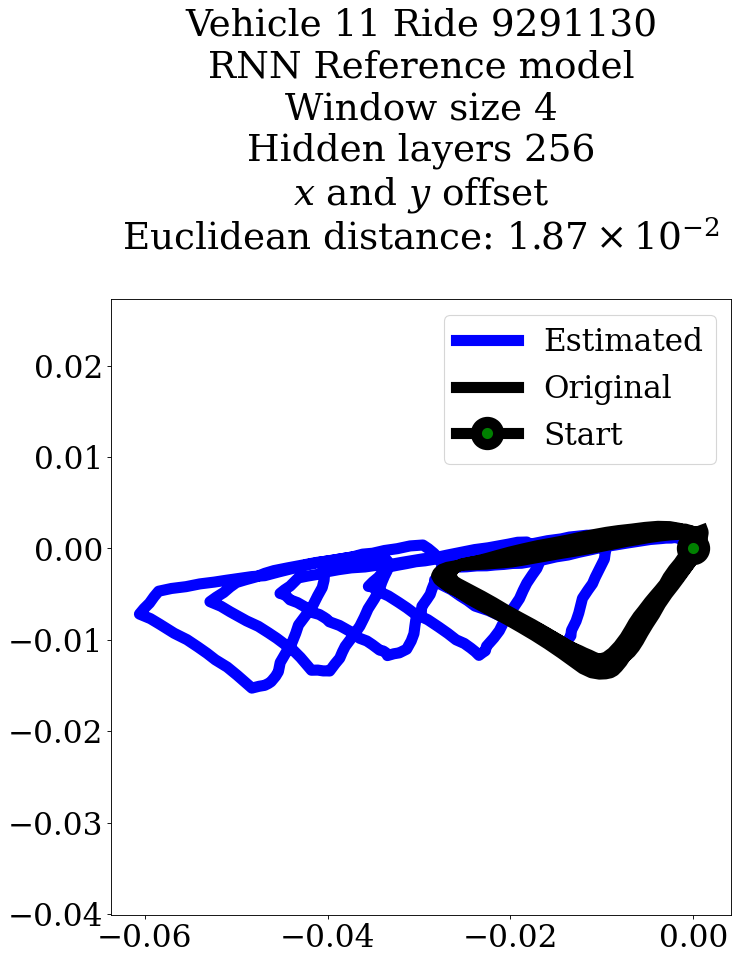 Vehicle 11 Ride 9291130
RNN Reference model
Window size 4
Hidden layers 256
x and y offset
Euclidean distance: 1.87 × 10⁻²
Estimated
Original
Start
0.02
0.01
0.00
−0.01
−0.02
−0.03
−0.04
−0.06 −0.04 −0.02 0.00